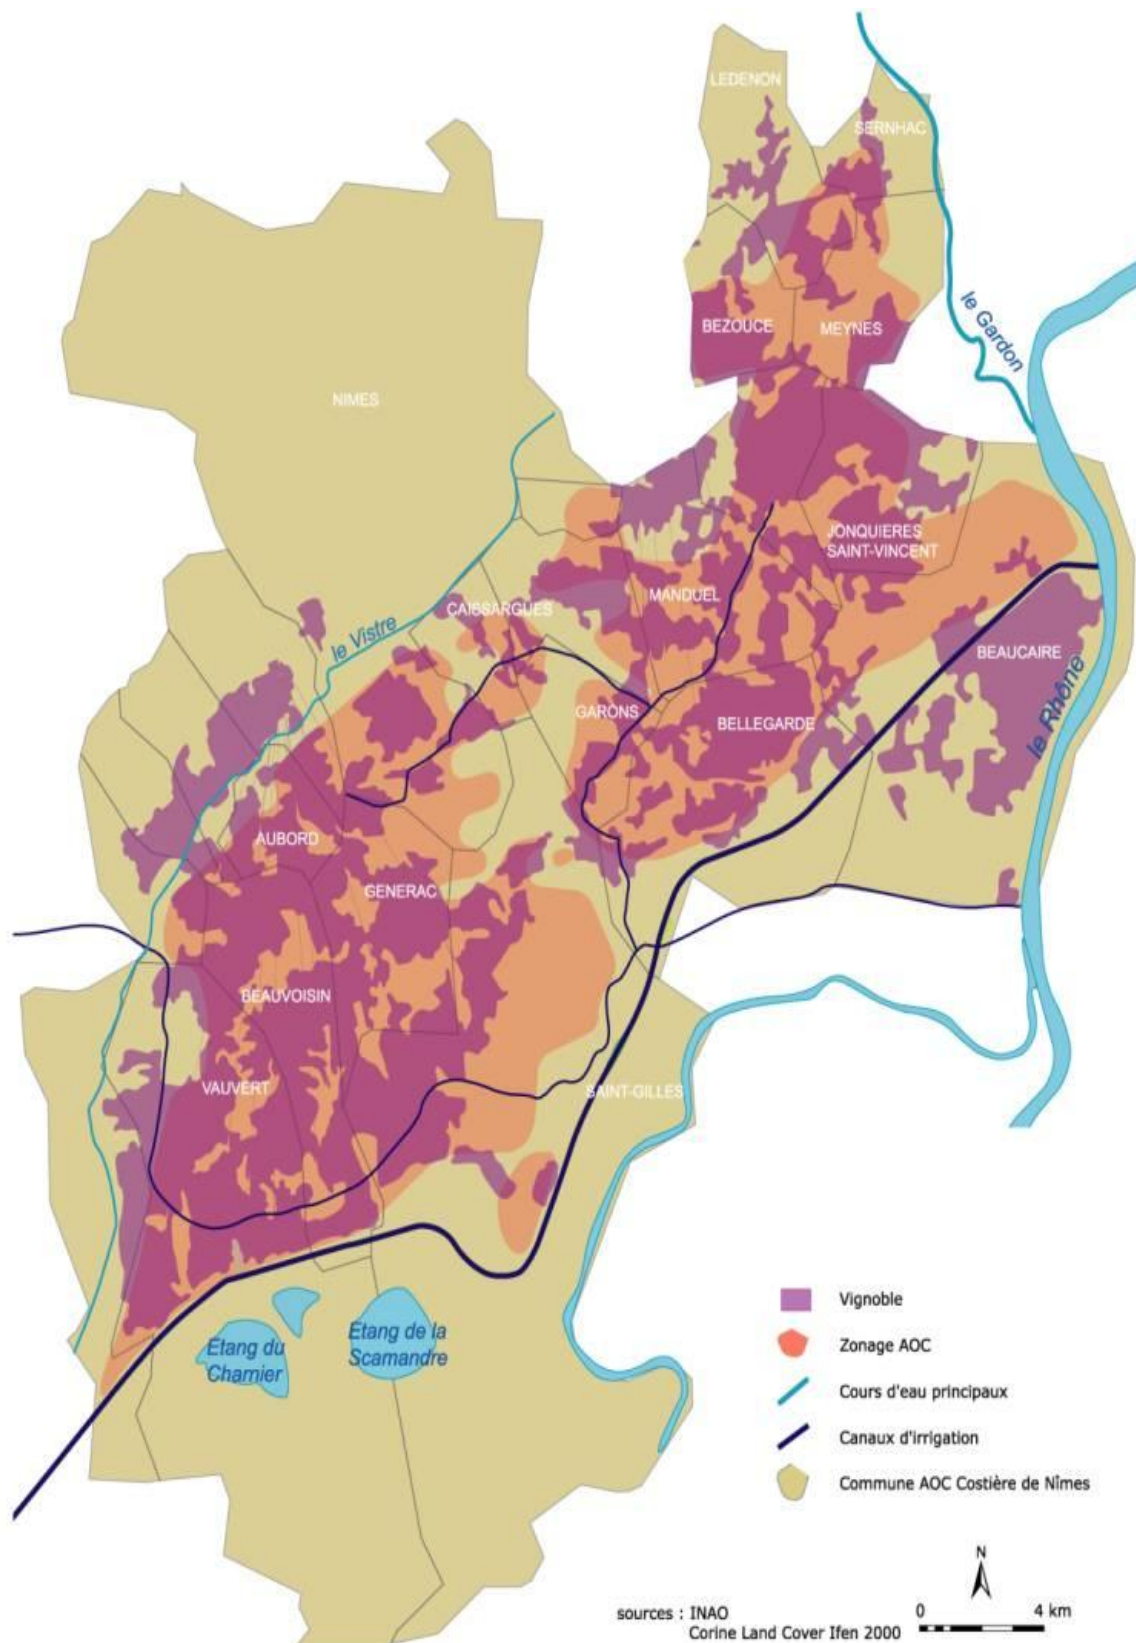 LEDENON
SERNHAC
le Gardon
BEZOUCE
MEYNES
NIMES
JONQUIERES
SAINT-VINCENT
MANDUEL
CAISSARGUES
le Vistre
BEAUCAIRE
le Rhône
GARONS
BELLEGARDE
AUBORD
GENERAC
BEAUVOISIN
VAUVERT
SAINT-GILLES
Etang du
Charnier
Etang de la
Scamandre
Vignoble
Zonage AOC
Cours d'eau principaux
Canaux d'irrigation
Commune AOC Costière de Nîmes
N
0 4 km
sources : INAO
Corine Land Cover Ifen 2000